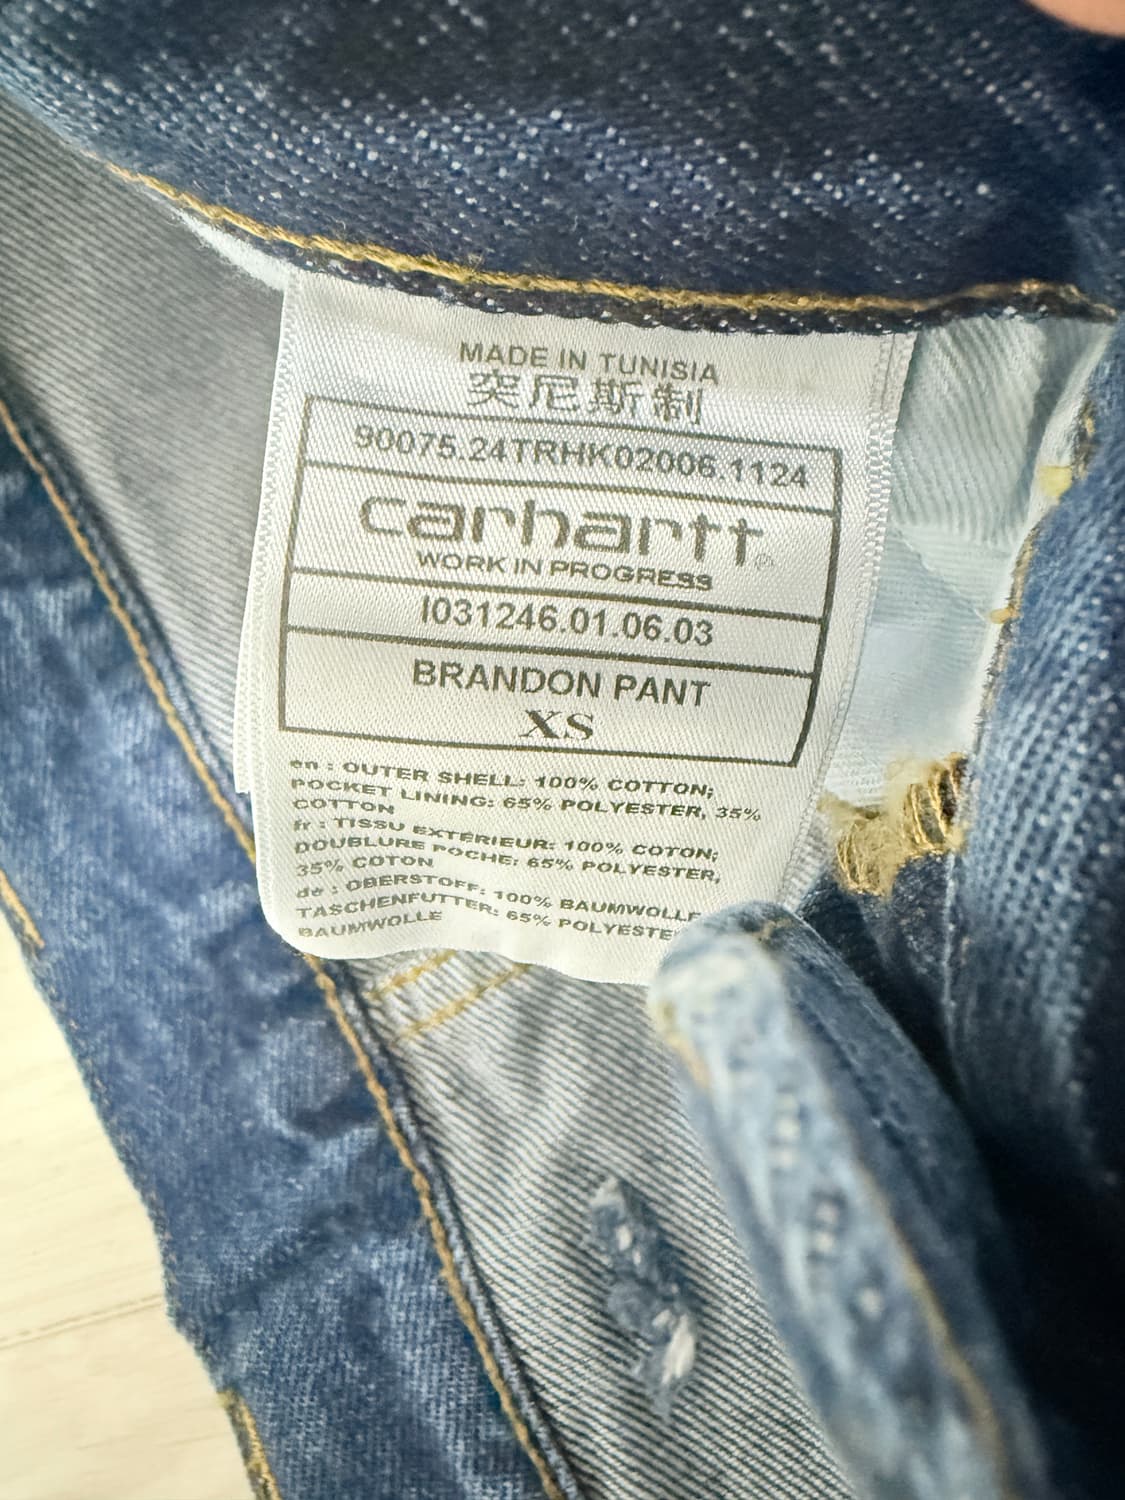 MADE IN TUNISIA
突尼斯制
90075.24TRHK02006.1124
carhartt®
WORK IN PROGRESS
I031246.01.06.03
BRANDON PANT
XS
en : OUTER SHELL: 100% COTTON;
POCKET LINING: 65% POLYESTER, 35%
COTTON
fr : TISSU EXTÉRIEUR: 100% COTON;
DOUBLURE POCHE: 65% POLYESTER,
35% COTON
de : OBERSTOFF: 100% BAUMWOLLE
TASCHENFUTTER: 65% POLYESTE
BAUMWOLLE